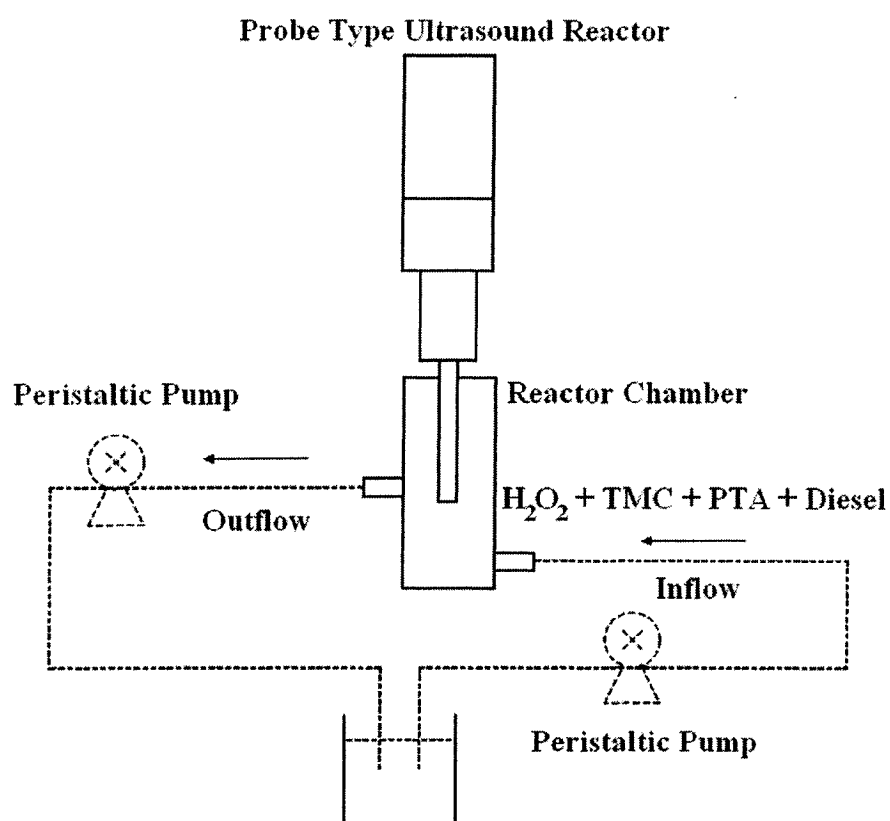 Probe Type Ultrasound Reactor
Peristaltic Pump
Reactor Chamber
H₂O₂ + TMC + PTA + Diesel
Outflow
Inflow
Peristaltic Pump